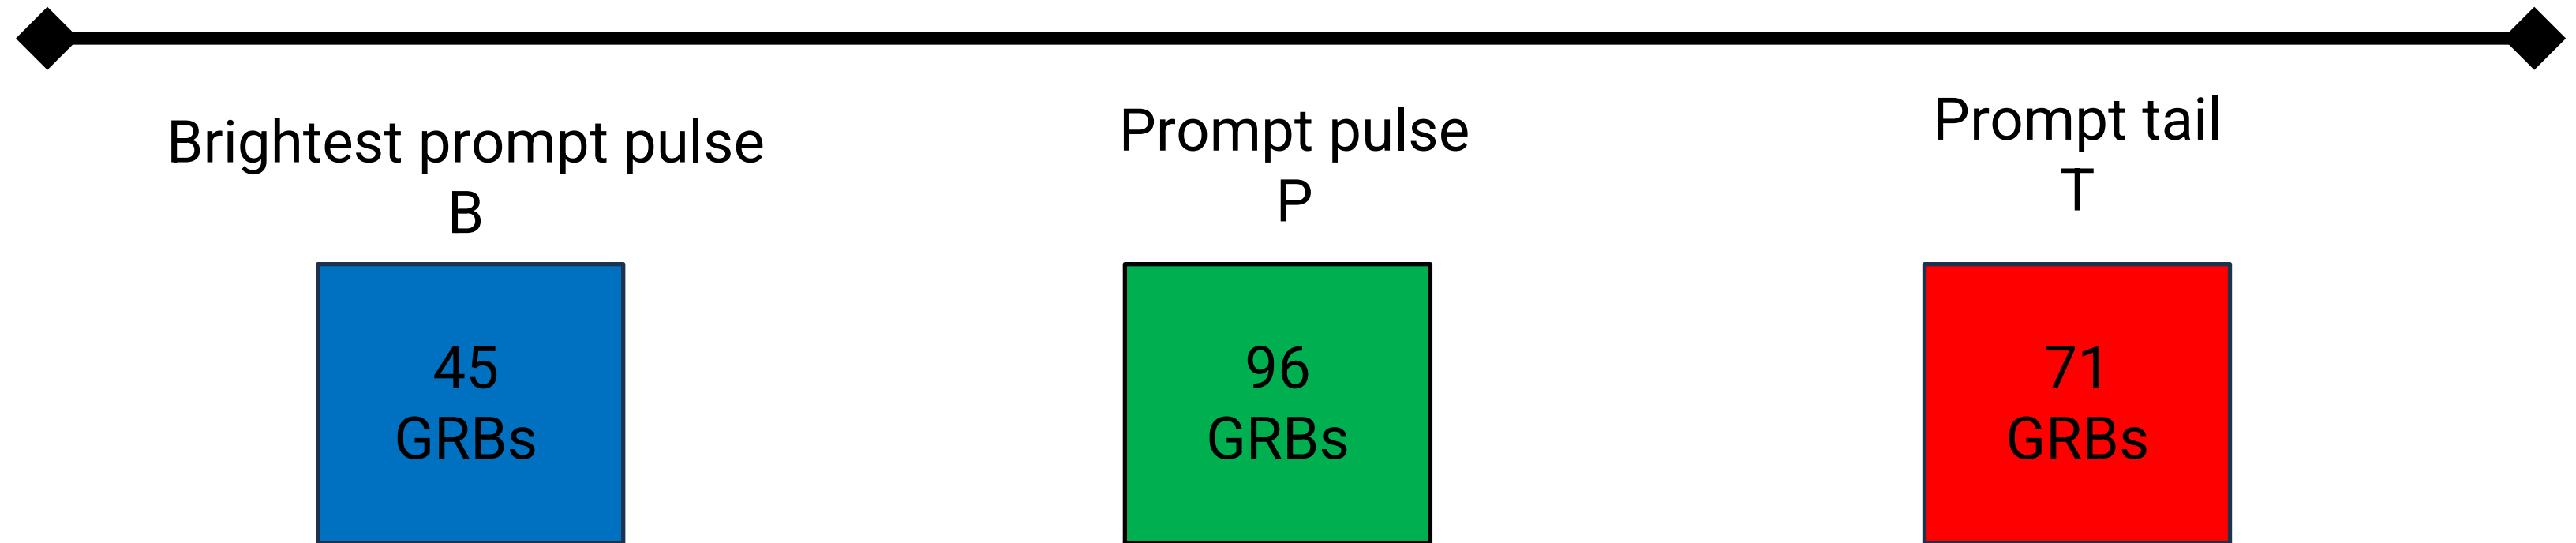 Brightest prompt pulse
B
Prompt pulse
P
Prompt tail
T
45
GRBs
96
GRBs
71
GRBs